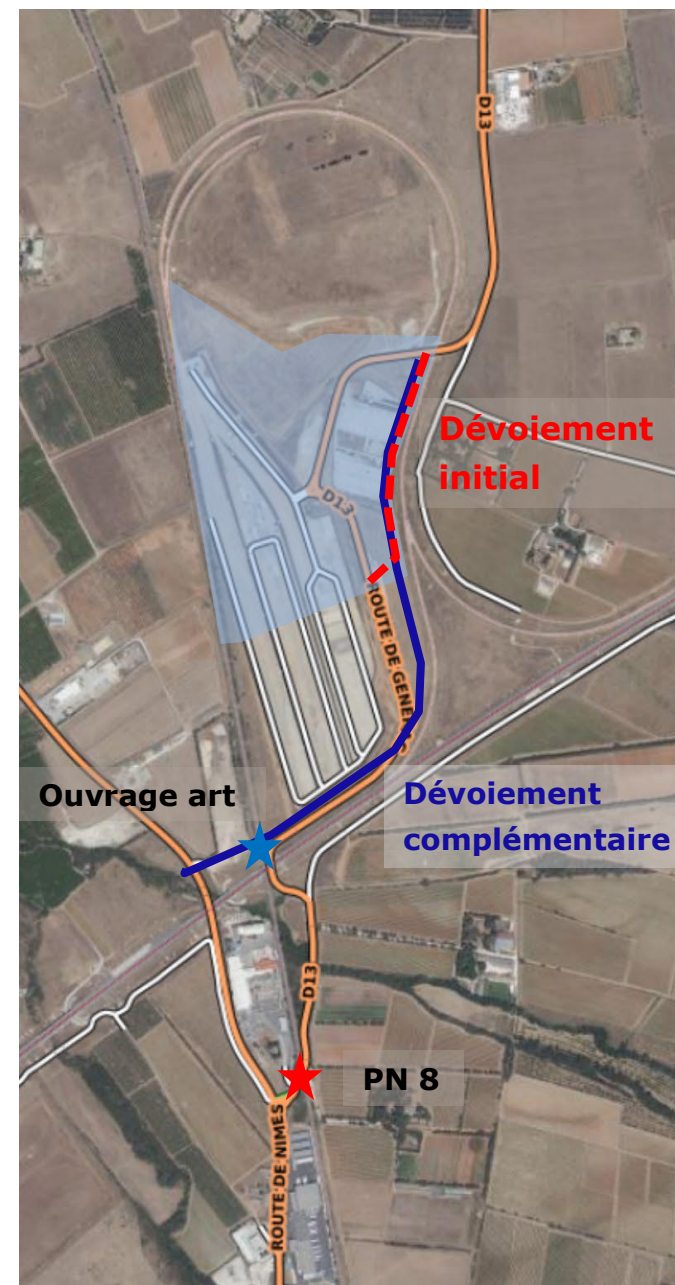 D13
Dévoiement
initial
D13
ROUTE DE GENE
Ouvrage art
Dévoiement
complémentaire
D13
PN 8
ROUTE DE NIMES